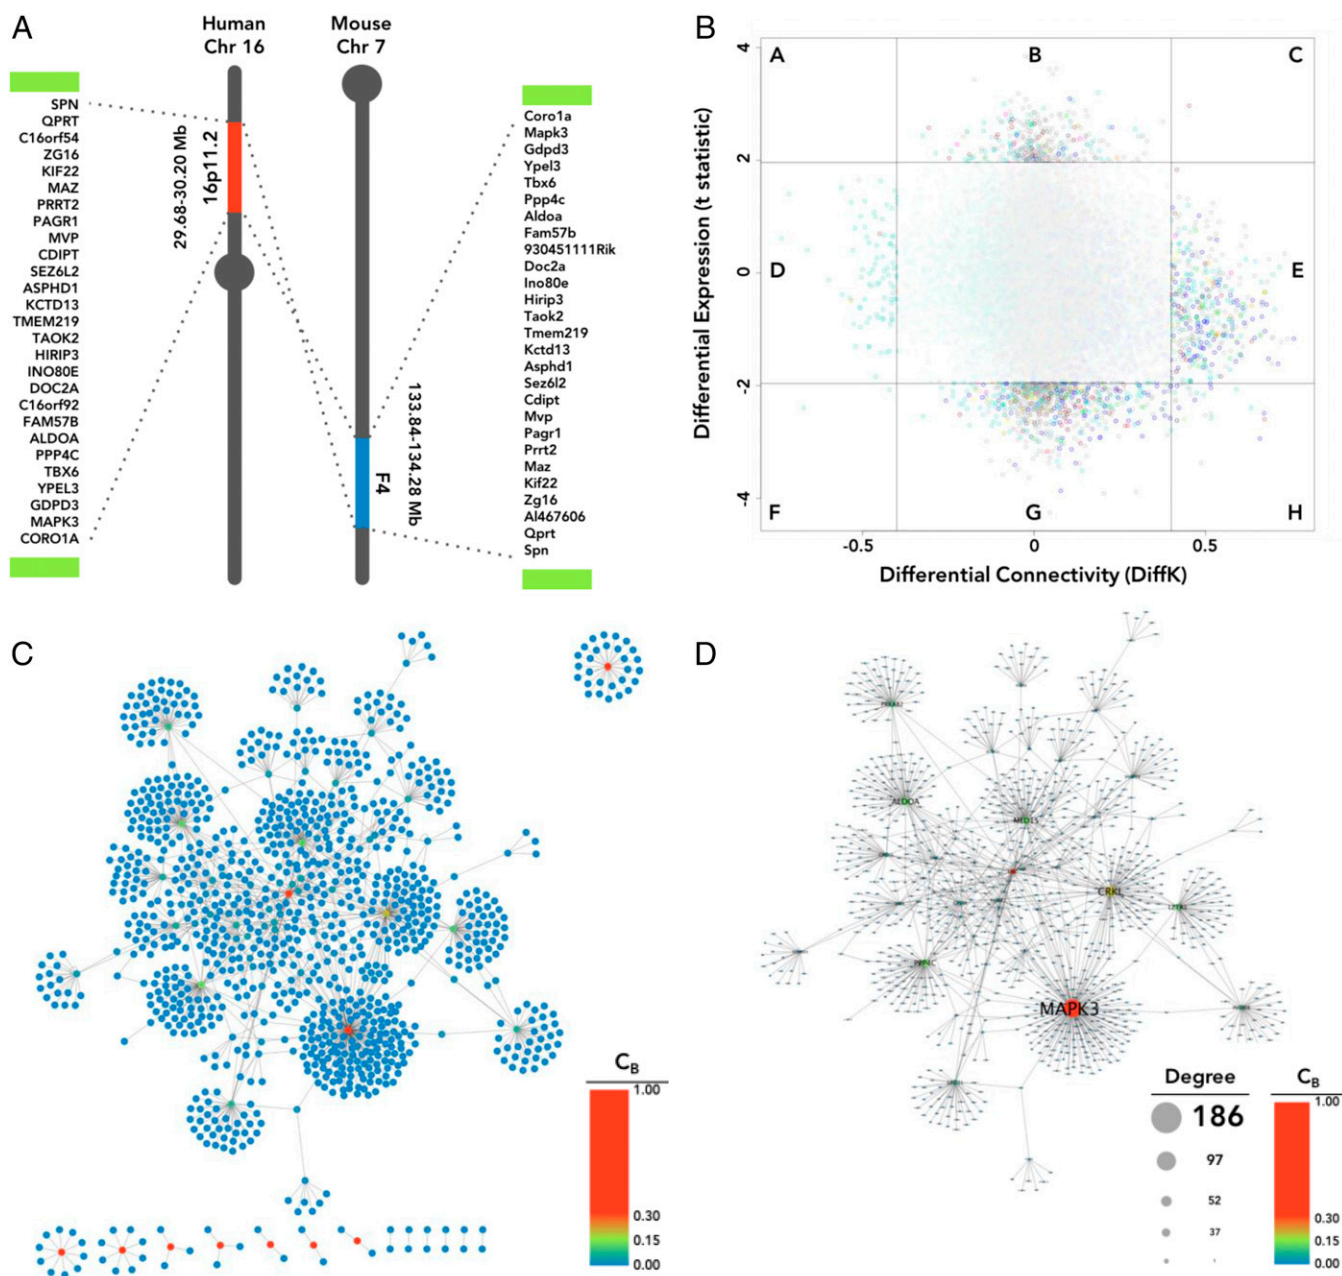 A
Human
Chr 16
Mouse
Chr 7
SPN
QPRT
C16orf54
ZG16
KIF22
MAZ
PRRT2
PAGR1
MVP
CDIPT
SEZ6L2
ASPHD1
KCTD13
TMEM219
TAOK2
HIRIP3
INO80E
DOC2A
C16orf92
FAM57B
ALDOA
PPP4C
TBX6
YPEL3
GDPD3
MAPK3
CORO1A
29.68-30.20 Mb
16p11.2
F4
133.84-134.28 Mb
Coro1a
Mapk3
Gdpd3
Ypel3
Tbx6
Ppp4c
Aldoa
Fam57b
930451111Rik
Doc2a
Ino80e
Hirip3
Taok2
Tmem219
Kctd13
Asphd1
Sez6l2
Cdipt
Mvp
Pagr1
Prrt2
Maz
Kif22
Zg16
AI467606
Qprt
Spn
B
Differential Expression (t statistic)
4
2
0
-2
-4
A B C
D E
F G H
-0.5 0 0.5
Differential Connectivity (DiffK)
C
CB
1.00
0.30
0.15
0.00
D
ALDOA
MED15
CRKL
MAPK3
Degree
186
97
52
37
1
CB
1.00
0.30
0.15
0.00